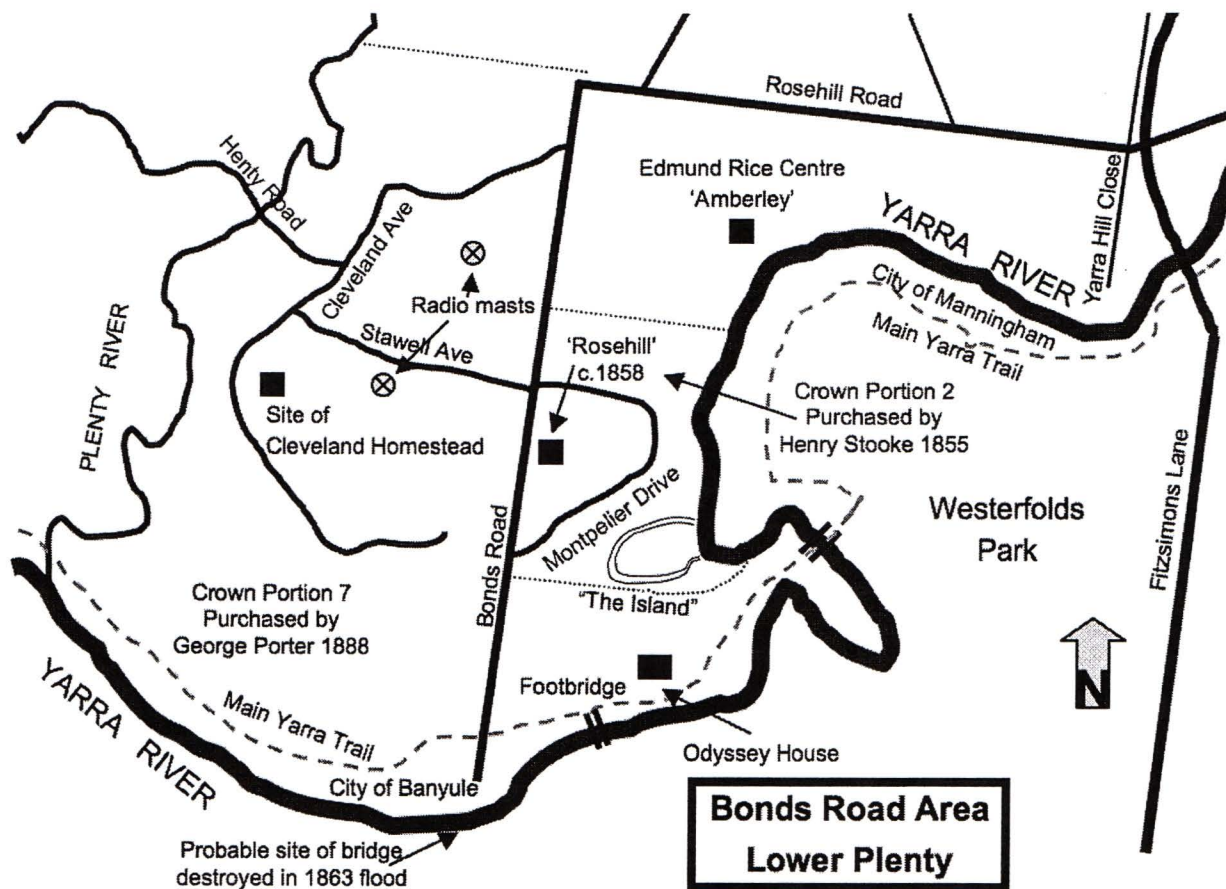 Rosehill Road
Henty Road
Edmund Rice Centre
'Amberley'
YARRA RIVER
Yarra Hill Close
Cleveland Ave
City of Manningham
Radio masts
Main Yarra Trail
PLENTY RIVER
Stawell Ave
'Rosehill'
c.1858
Crown Portion 2
Purchased by
Henry Stooke 1855
Site of
Cleveland Homestead
Fitzsimons Lane
Montpelier Drive
Westerfolds
Park
Bonds Road
Crown Portion 7
Purchased by
George Porter 1888
"The Island"
N
Footbridge
YARRA RIVER
Main Yarra Trail
Odyssey House
City of Banyule
Bonds Road Area
Lower Plenty
Probable site of bridge
destroyed in 1863 flood